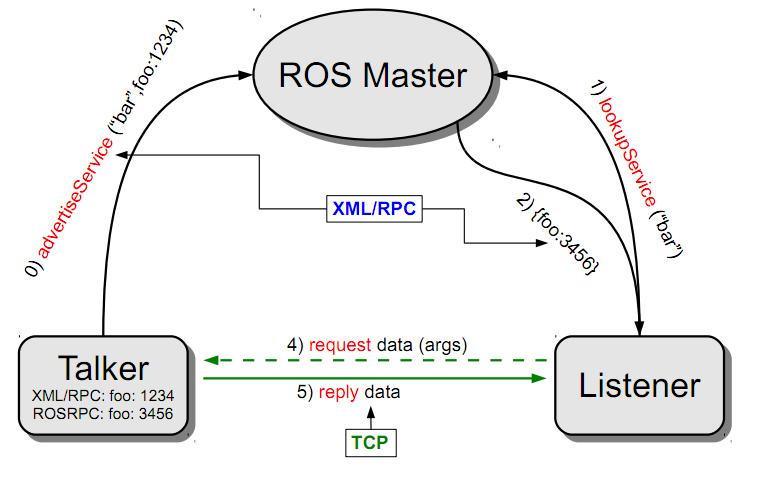 ROS Master
0) advertiseService ("bar",foo:1234)
1) lookupService ("bar")
XML/RPC
2) {foo:3456}
Talker
XML/RPC: foo: 1234
ROSRPC: foo: 3456
4) request data (args)
5) reply data
TCP
Listener